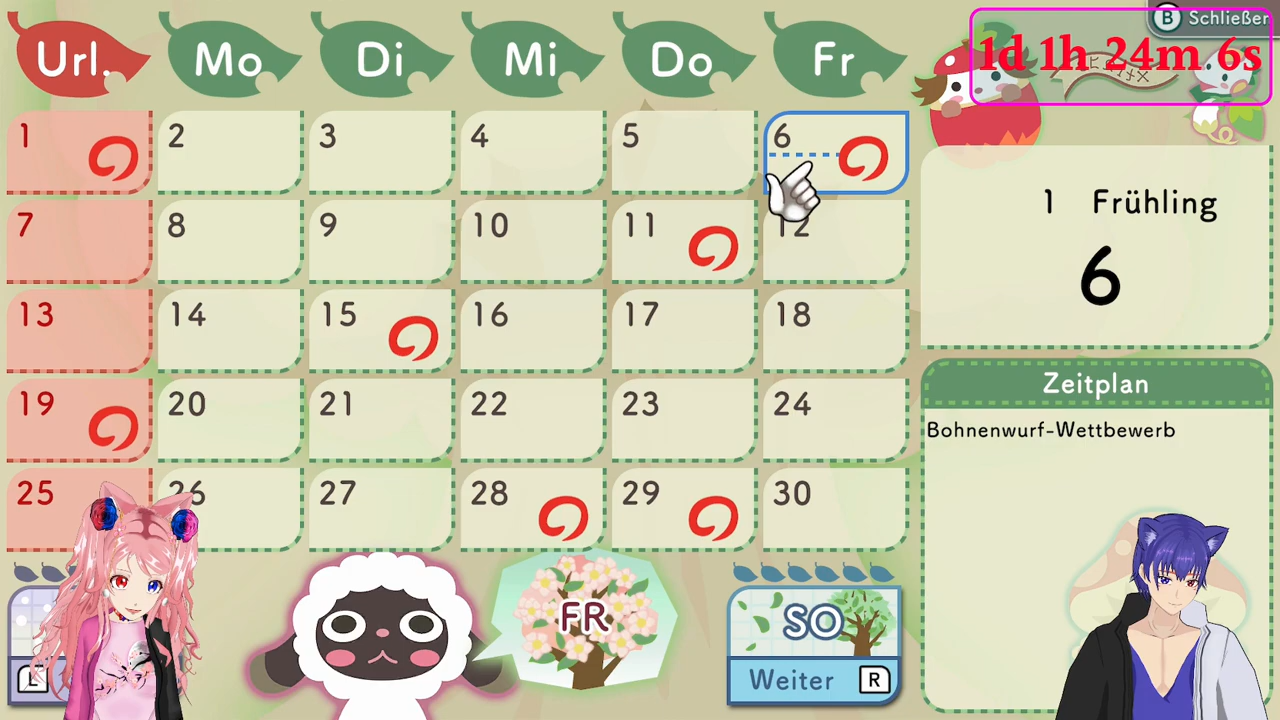 Url. Mo Di Mi Do Fr
B Schließen
1d 1h 24m 6s
1 2 3 4 5 6
7 8 9 10 11 12
13 14 15 16 17 18
19 20 21 22 23 24
25 26 27 28 29 30
1 Frühling
6
Zeitplan
Bohnenwurf-Wettbewerb
FR
SO
L
Weiter R